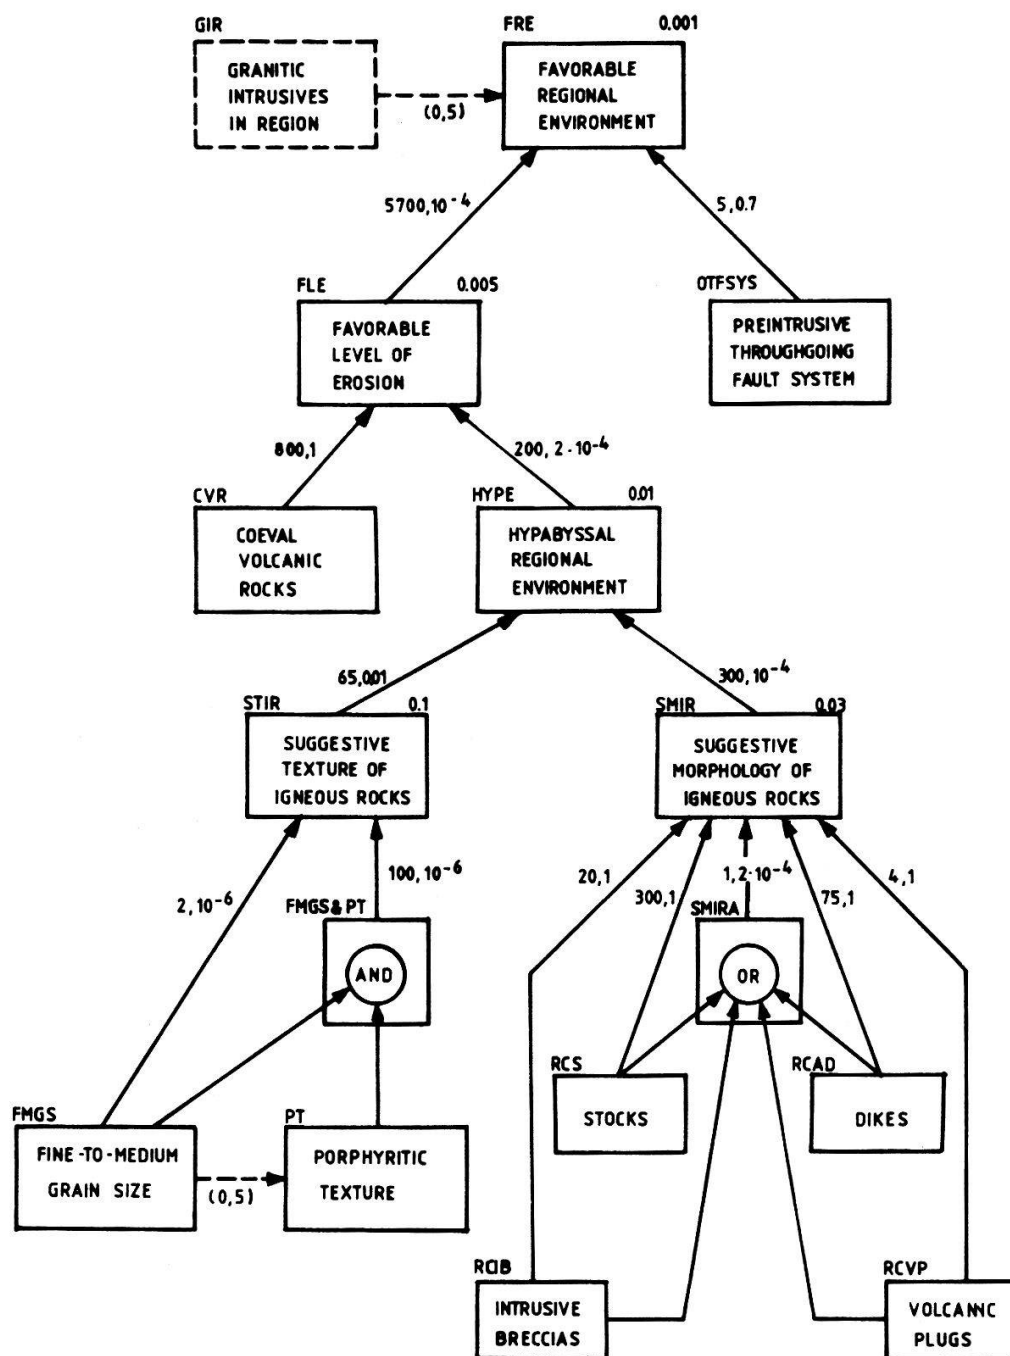 GIR
FRE 0.001
GRANITIC
INTRUSIVES
IN REGION
(0,5)
FAVORABLE
REGIONAL
ENVIRONMENT
5700,10⁻⁴
5,0.7
FLE 0.005
FAVORABLE
LEVEL OF
EROSION
OTFSYS
PREINTRUSIVE
THROUGHGOING
FAULT SYSTEM
800,1
200, 2·10⁻⁴
CVR
COEVAL
VOLCANIC
ROCKS
HYPE 0.01
HYPABYSSAL
REGIONAL
ENVIRONMENT
65,0.01
300,10⁻⁴
STIR 0.1
SUGGESTIVE
TEXTURE OF
IGNEOUS ROCKS
SMIR 0.03
SUGGESTIVE
MORPHOLOGY OF
IGNEOUS ROCKS
2,10⁻⁶
100,10⁻⁶
20,1
300,1
1,2·10⁻⁴
75,1
4,1
FMGS&PT
AND
SMIRA
OR
RCS
STOCKS
RCAD
DIKES
FMGS
FINE-TO-MEDIUM
GRAIN SIZE
(0,5)
PT
PORPHYRITIC
TEXTURE
RCIB
INTRUSIVE
BRECCIAS
RCVP
VOLCANNC
PLUGS